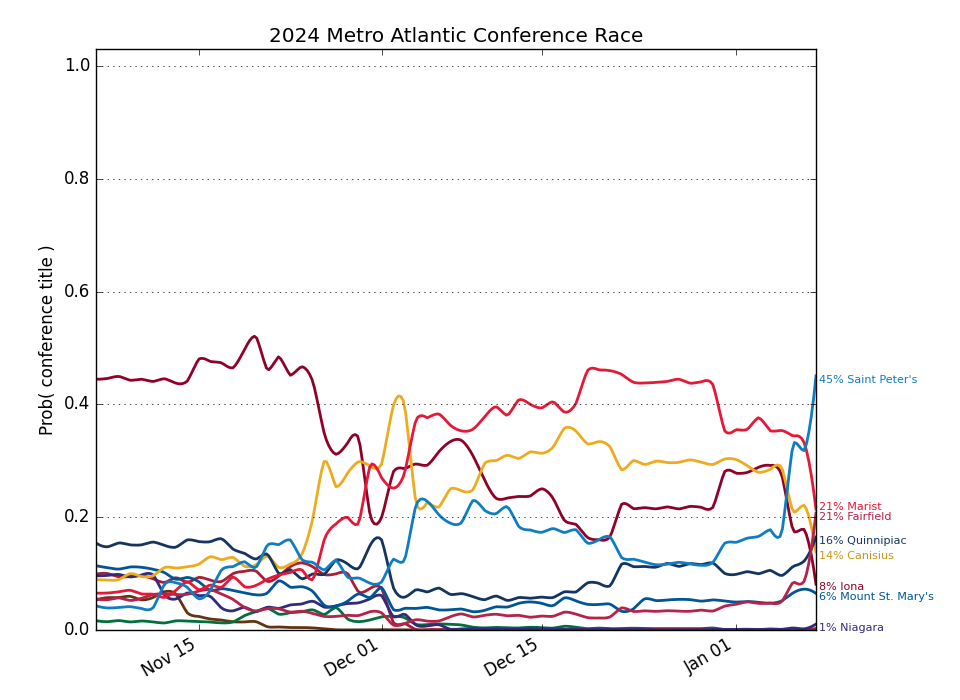 2024 Metro Atlantic Conference Race
Prob( conference title )
1.0
0.8
0.6
0.4
0.2
0.0
Nov 15
Dec 01
Dec 15
Jan 01
45% Saint Peter's
21% Marist
21% Fairfield
16% Quinnipiac
14% Canisius
8% Iona
6% Mount St. Mary's
1% Niagara